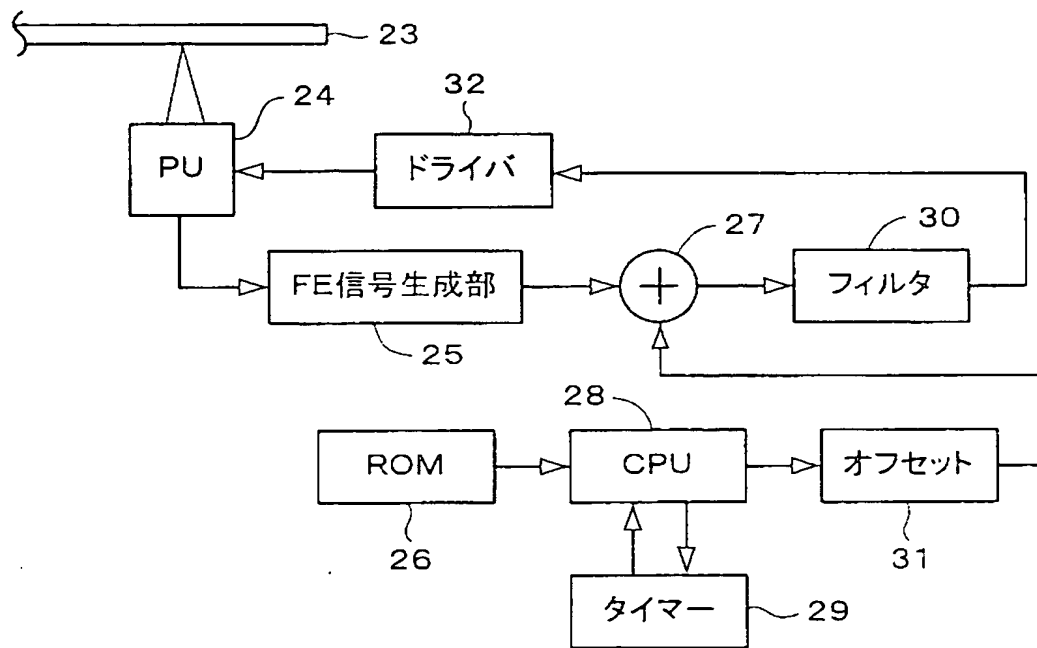 23
24
32
PU
ドライバ
27
30
FE信号生成部
フィルタ
25
28
ROM
CPU
オフセット
26
31
タイマー
29